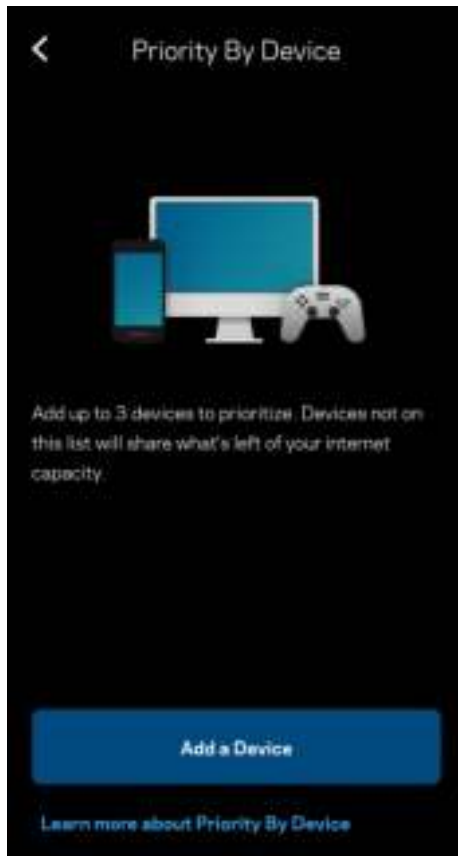 Priority By Device
Add up to 3 devices to prioritize. Devices not on
this list will share what's left of your internet
capacity.
Add a Device
Learn more about Priority By Device